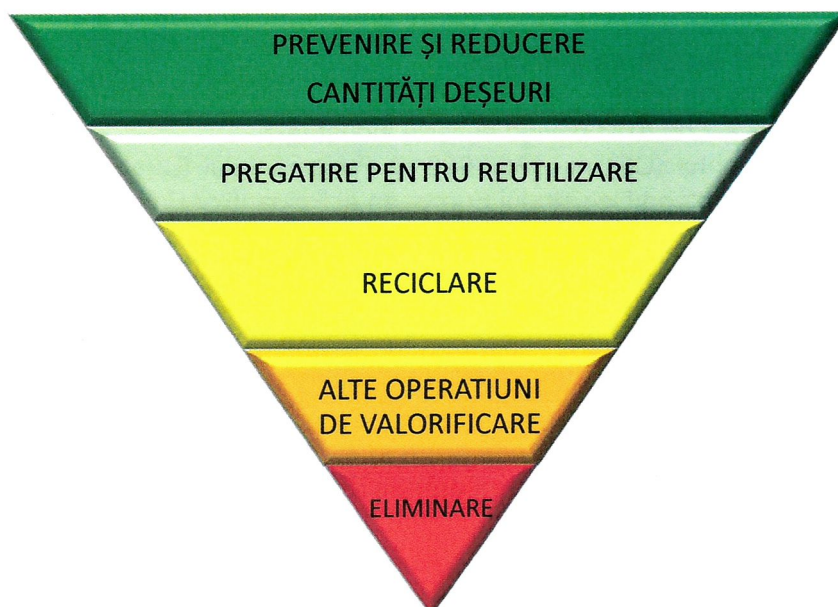 PREVENIRE ȘI REDUCERE
CANTITĂȚI DEȘEURI
PREGATIRE PENTRU REUTILIZARE
RECICLARE
ALTE OPERATIUNI
DE VALORIFICARE
ELIMINARE